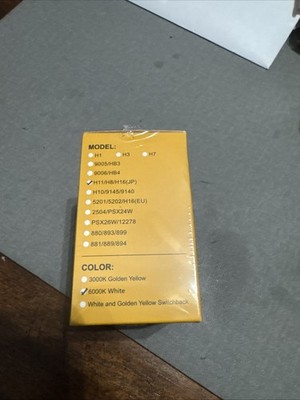 MODEL:
H1 H3 H7
9005/HB3
9006/HB4
H11/H8/H16(JP)
H10/9145/9140
5201/5202/H16(EU)
2504/PSX24W
PSX26W/12278
880/893/899
881/889/894
COLOR:
3000K Golden Yellow
6000K White
White and Golden Yellow Switchback